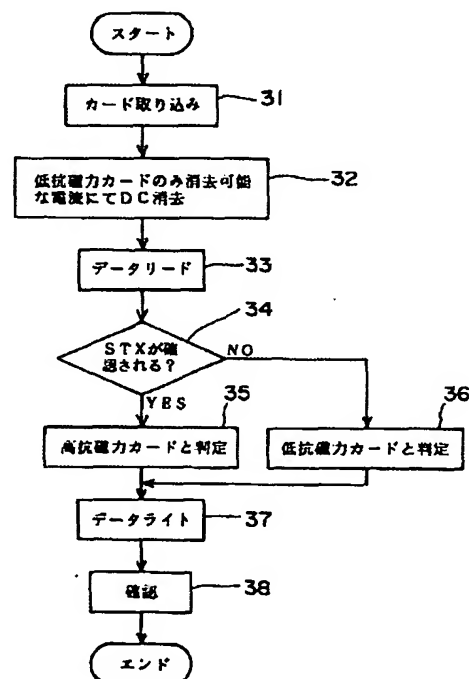 スタート
カード取り込み
31
低抗磁力カードのみ消去可能
な電流にてDC消去
32
データリード
33
34
STXが確
認される?
NO
YES
35
高抗磁力カードと判定
36
低抗磁力カードと判定
データライト
37
確認
38
エンド